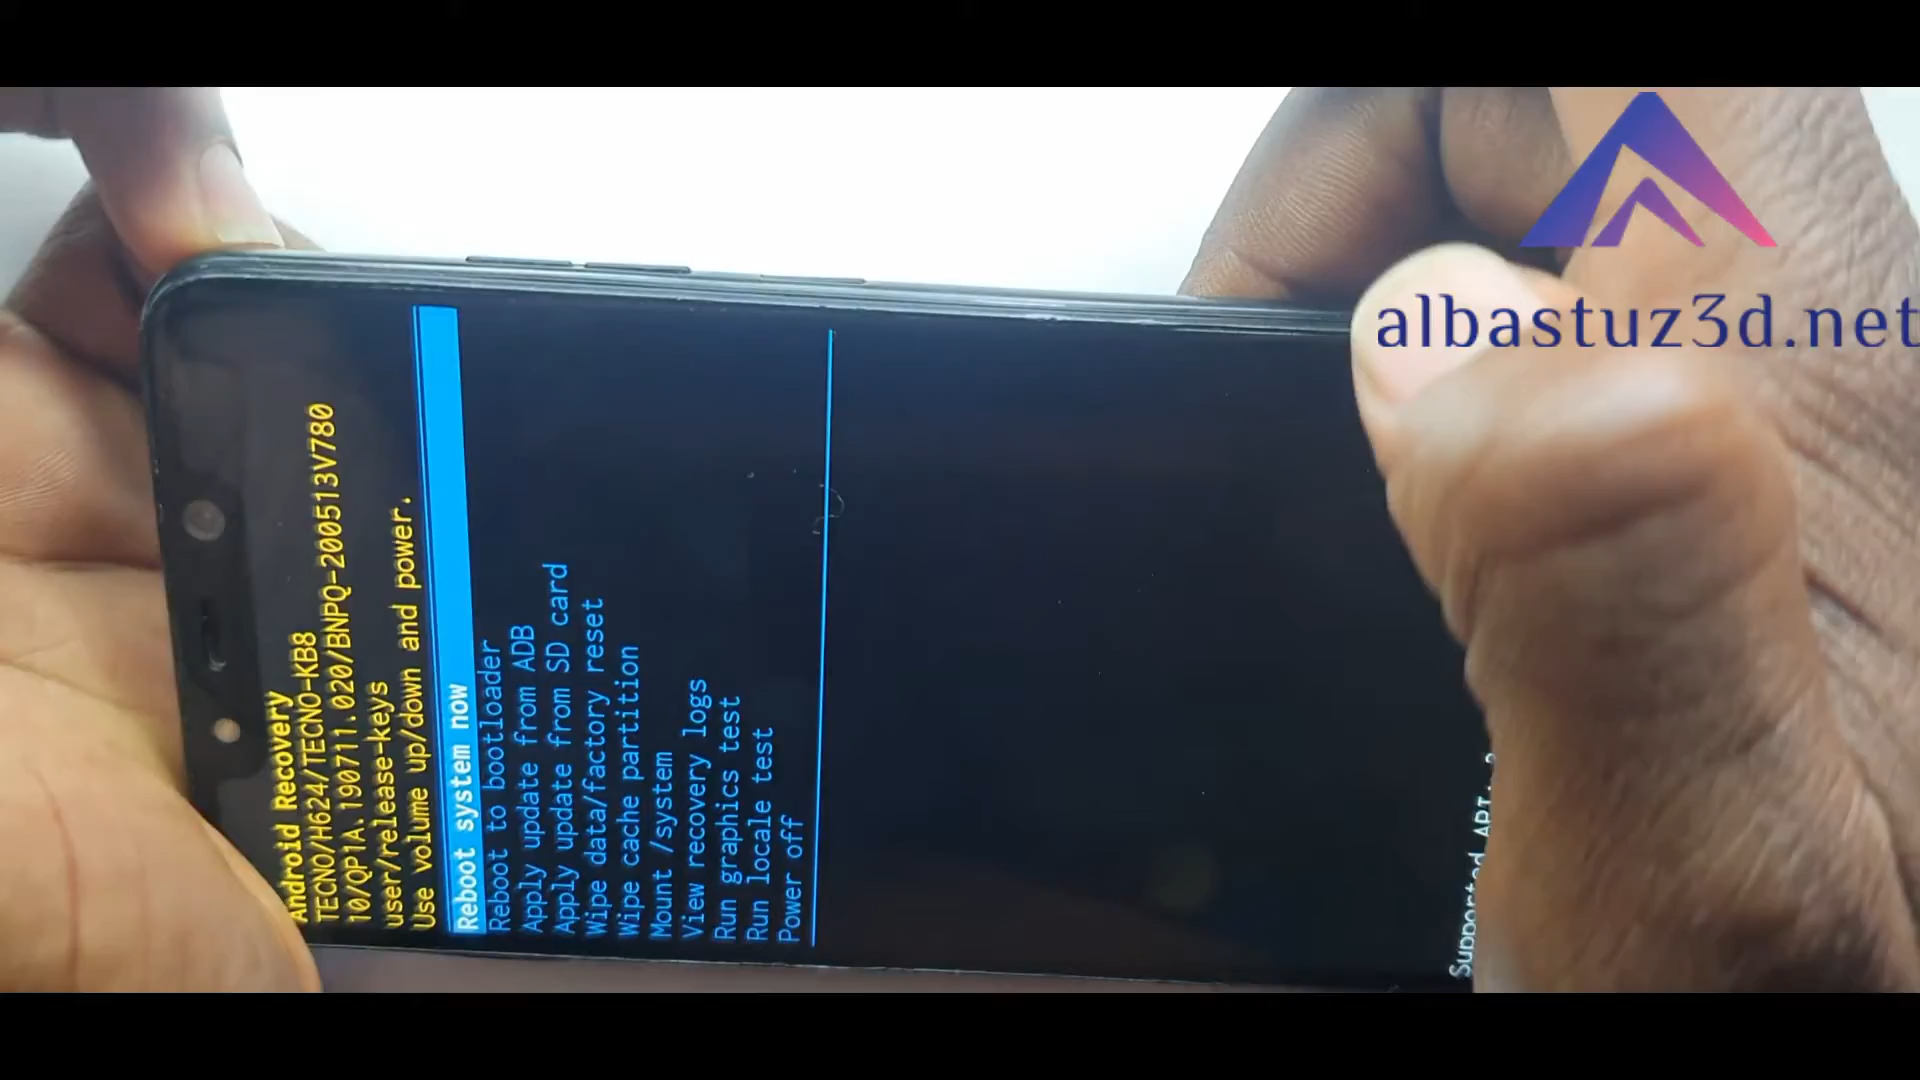 albastuz3d.net
Android Recovery
TECNO/H624/TECNO-KB8
10/QP1A.190711.020/BNPQ-200513V780
user/release-keys
Use volume up/down and power.
Reboot system now
Reboot to bootloader
Apply update from ADB
Apply update from SD card
Wipe data/factory reset
Wipe cache partition
Mount /system
View recovery logs
Run graphics test
Run locale test
Power off
Supported API: